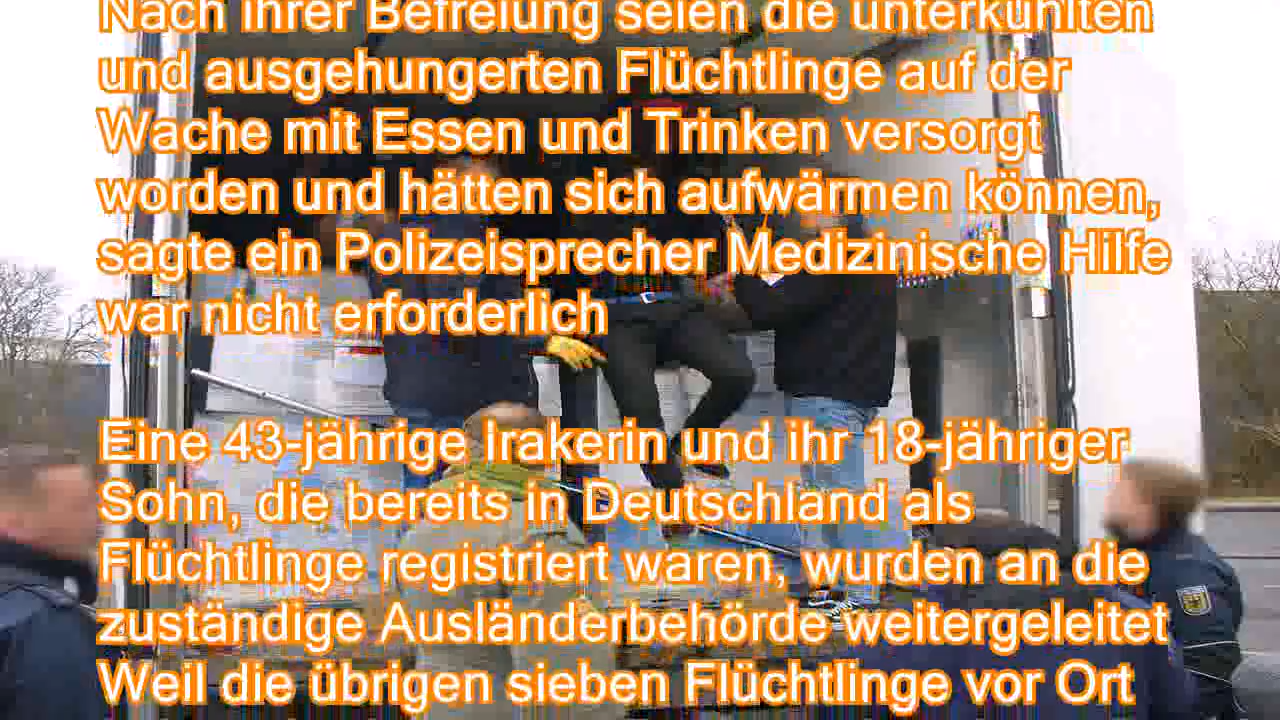 Nach ihrer Befreiung seien die unterkühlten
und ausgehungerten Flüchtlinge auf der
Wache mit Essen und Trinken versorgt
worden und hätten sich aufwärmen können,
sagte ein Polizeisprecher Medizinische Hilfe
war nicht erforderlich
Eine 43-jährige Irakerin und ihr 18-jähriger
Sohn, die bereits in Deutschland als
Flüchtlinge registriert waren, wurden an die
zuständige Ausländerbehörde weitergeleitet
Weil die übrigen sieben Flüchtlinge vor Ort